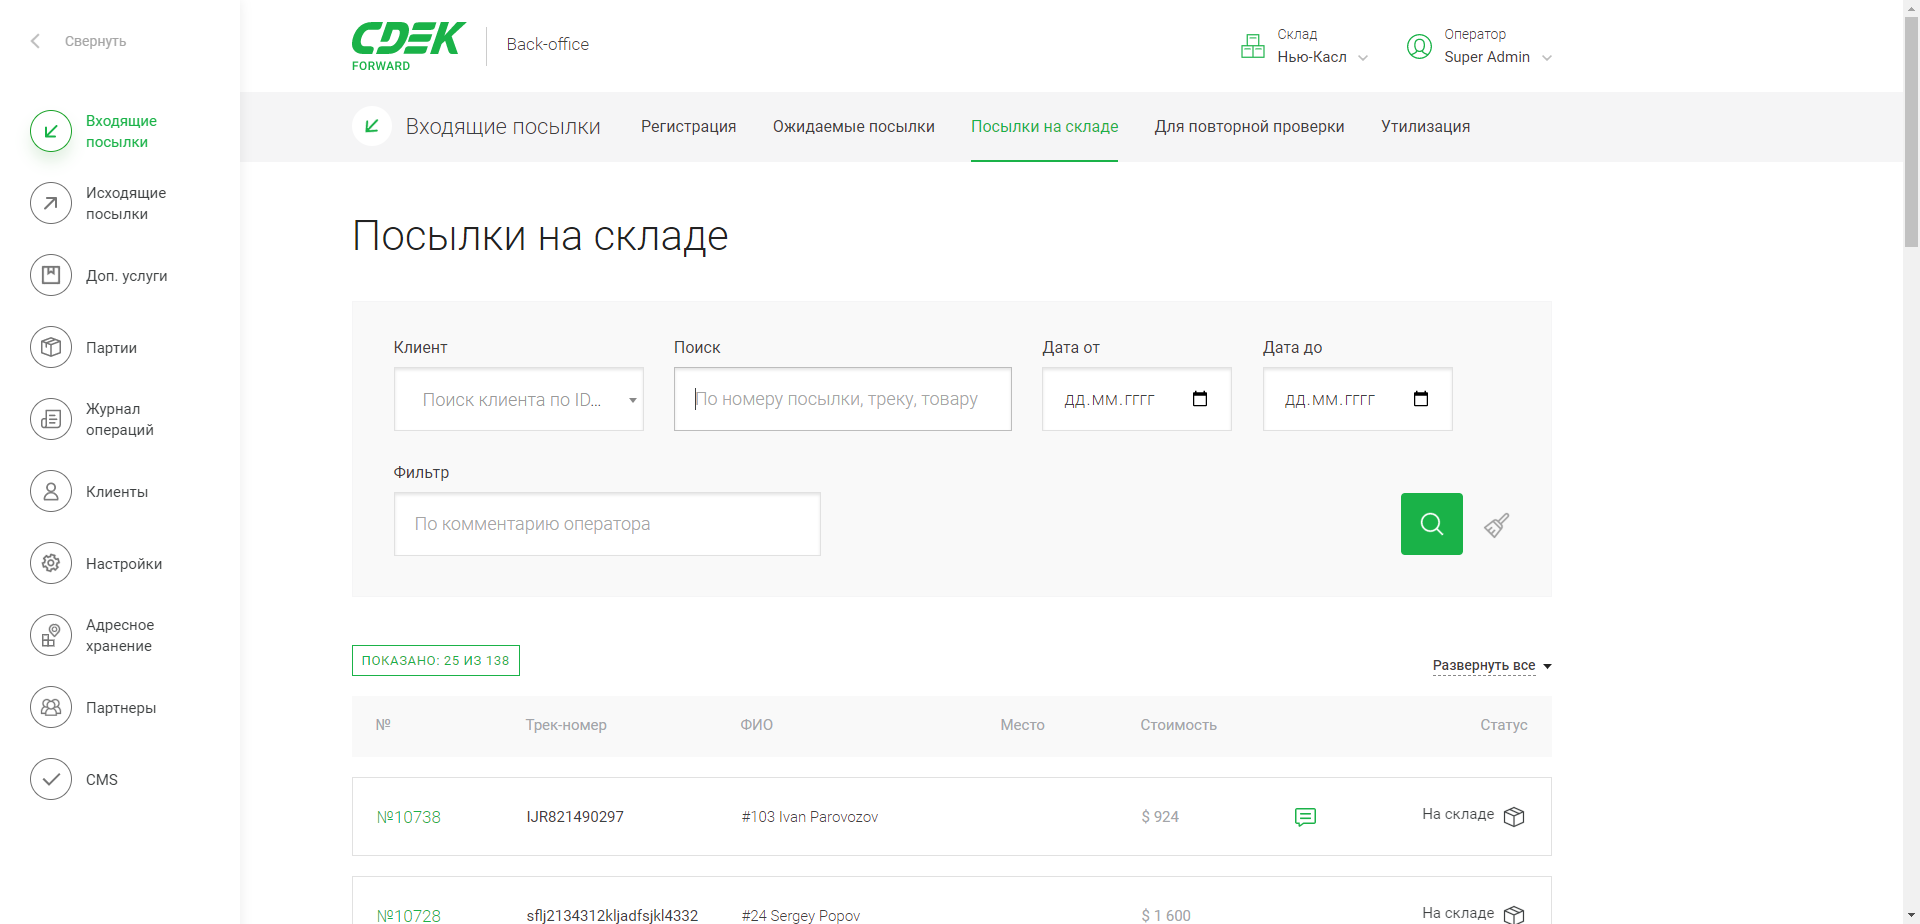 Свернуть
Входящие
посылки
Исходящие
посылки
Доп. услуги
Партии
Журнал
операций
Клиенты
Настройки
Адресное
хранение
Партнеры
CMS
CDEK
FORWARD
Back-office
Склад
Нью-Касл
Оператор
Super Admin
Входящие посылки
Регистрация
Ожидаемые посылки
Посылки на складе
Для повторной проверки
Утилизация
Посылки на складе
Клиент
Поиск
Дата от
Дата до
Поиск клиента по ID...
По номеру посылки, треку, товару
ДД.ММ.ГГГГ
ДД.ММ.ГГГГ
Фильтр
По комментарию оператора
ПОКАЗАНО: 25 ИЗ 138
Развернуть все
№ Трек-номер ФИО Место Стоимость Статус
№10738 IJR821490297 #103 Ivan Parovozov $ 924 На складе
№10728 sflj2134312kljadfsjkl4332 #24 Sergey Popov $ 1 600 На складе